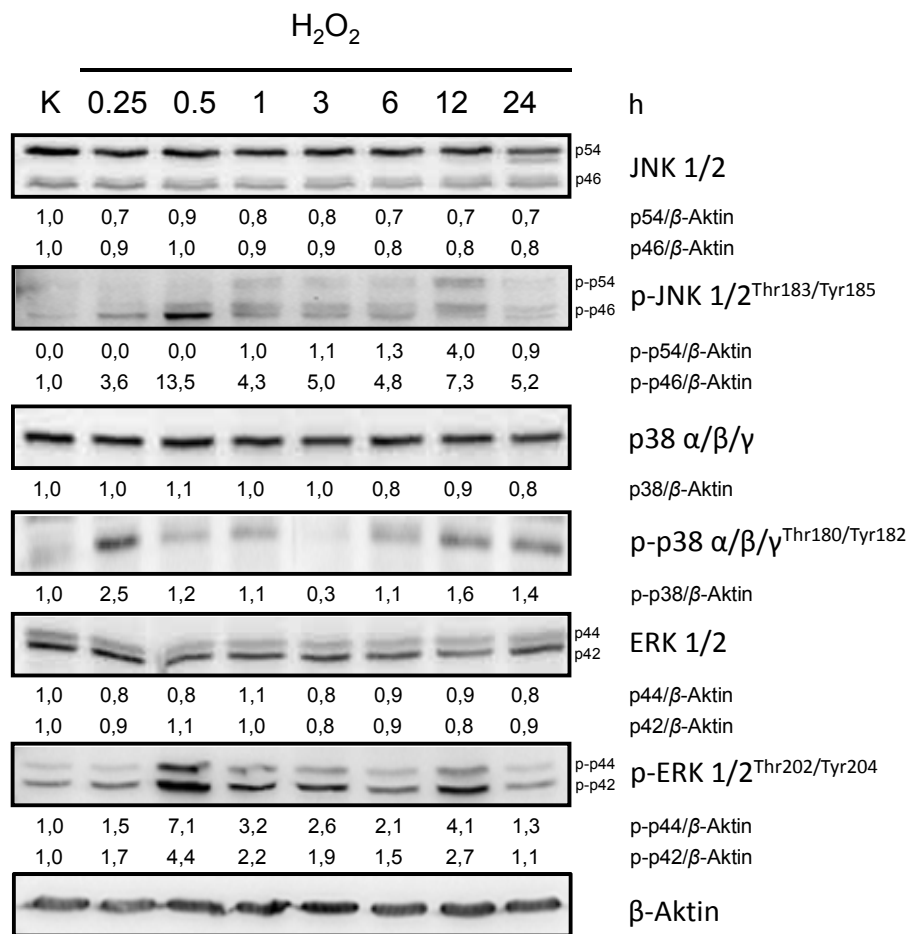 H₂O₂
K 0.25 0.5 1 3 6 12 24 h
p54
p46
JNK 1/2
1,0 0,7 0,9 0,8 0,8 0,7 0,7 0,7 p54/β-Aktin
1,0 0,9 1,0 0,9 0,9 0,8 0,8 0,8 p46/β-Aktin
p-p54
p-p46
p-JNK 1/2Thr183/Tyr185
0,0 0,0 0,0 1,0 1,1 1,3 4,0 0,9 p-p54/β-Aktin
1,0 3,6 13,5 4,3 5,0 4,8 7,3 5,2 p-p46/β-Aktin
p38 α/β/γ
1,0 1,0 1,1 1,0 1,0 0,8 0,9 0,8 p38/β-Aktin
p-p38 α/β/γThr180/Tyr182
1,0 2,5 1,2 1,1 0,3 1,1 1,6 1,4 p-p38/β-Aktin
p44
p42
ERK 1/2
1,0 0,8 0,8 1,1 0,8 0,9 0,9 0,8 p44/β-Aktin
1,0 0,9 1,1 1,0 0,8 0,9 0,8 0,9 p42/β-Aktin
p-p44
p-p42
p-ERK 1/2Thr202/Tyr204
1,0 1,5 7,1 3,2 2,6 2,1 4,1 1,3 p-p44/β-Aktin
1,0 1,7 4,4 2,2 1,9 1,5 2,7 1,1 p-p42/β-Aktin
β-Aktin